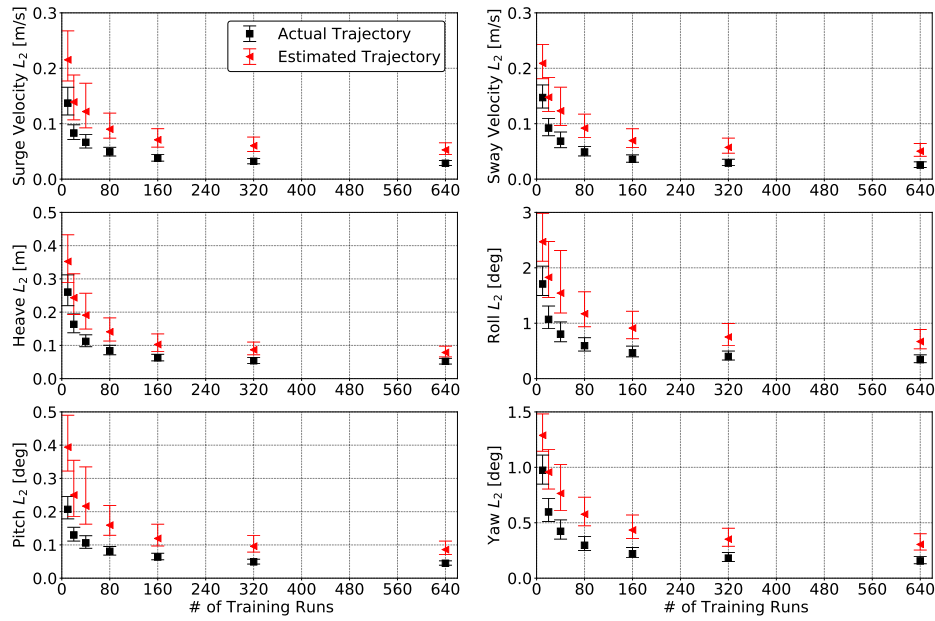 Surge Velocity L2 [m/s]
0.3
0.2
0.1
0.0
Actual Trajectory
Estimated Trajectory
0 80 160 240 320 400 480 560 640
Sway Velocity L2 [m/s]
0.3
0.2
0.1
0.0
0 80 160 240 320 400 480 560 640
Heave L2 [m]
0.5
0.4
0.3
0.2
0.1
0.0
0 80 160 240 320 400 480 560 640
Roll L2 [deg]
3
2
1
0
0 80 160 240 320 400 480 560 640
Pitch L2 [deg]
0.5
0.4
0.3
0.2
0.1
0.0
0 80 160 240 320 400 480 560 640
# of Training Runs
Yaw L2 [deg]
1.5
1.0
0.5
0.0
0 80 160 240 320 400 480 560 640
# of Training Runs